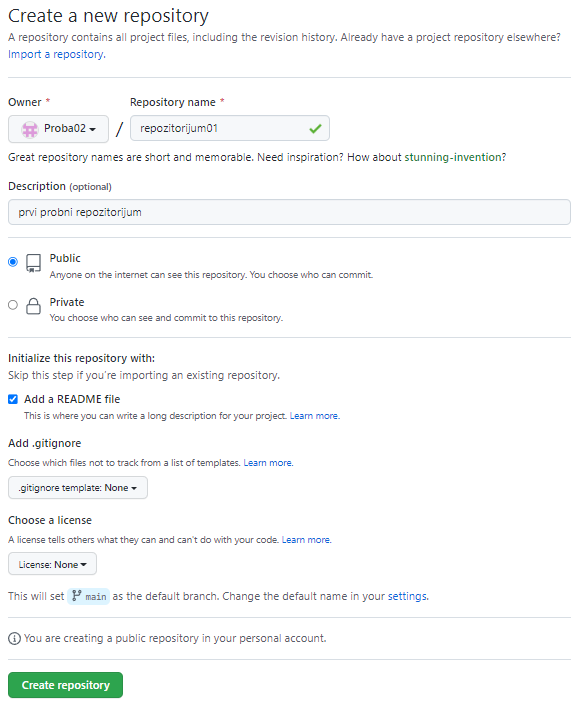 Create a new repository
A repository contains all project files, including the revision history. Already have a project repository elsewhere?
Import a repository.
Owner * Repository name *
Proba02 / repozitorijum01
Great repository names are short and memorable. Need inspiration? How about stunning-invention?
Description (optional)
prvi probni repozitorijum
Public
Anyone on the internet can see this repository. You choose who can commit.
Private
You choose who can see and commit to this repository.
Initialize this repository with:
Skip this step if you're importing an existing repository.
Add a README file
This is where you can write a long description for your project. Learn more.
Add .gitignore
Choose which files not to track from a list of templates. Learn more.
.gitignore template: None
Choose a license
A license tells others what they can and can't do with your code. Learn more.
License: None
This will set main as the default branch. Change the default name in your settings.
You are creating a public repository in your personal account.
Create repository